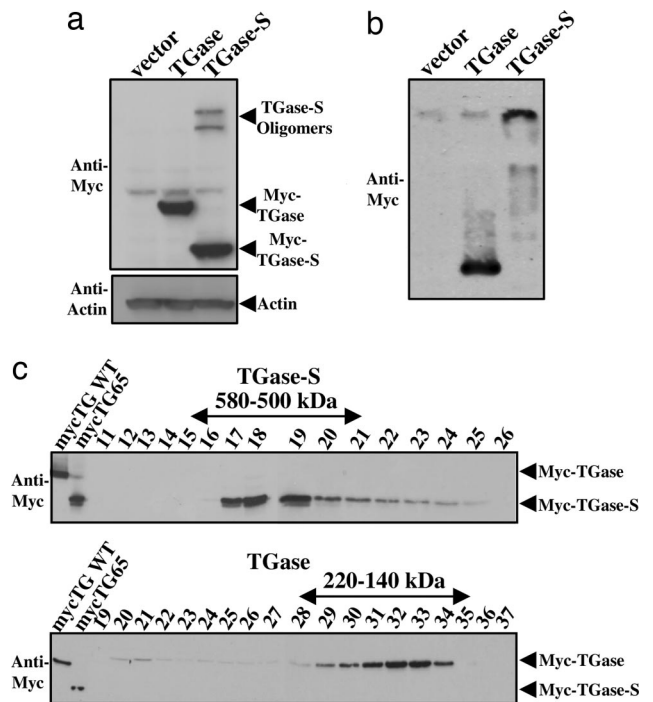 a
vector
TGase
TGase-S
TGase-S
Oligomers
Anti-
Myc
Myc-
TGase
Myc-
TGase-S
Anti-
Actin
Actin
b
vector
TGase
TGase-S
Anti-
Myc
c
TGase-S
580-500 kDa
mycTG WT
mycTG65
11 12 13 14 15 16 17 18 19 20 21 22 23 24 25 26
Anti-
Myc
Myc-TGase
Myc-TGase-S
TGase
220-140 kDa
mycTG WT
mycTG65
19 20 21 22 23 24 25 26 27 28 29 30 31 32 33 34 35 36 37
Anti-
Myc
Myc-TGase
Myc-TGase-S